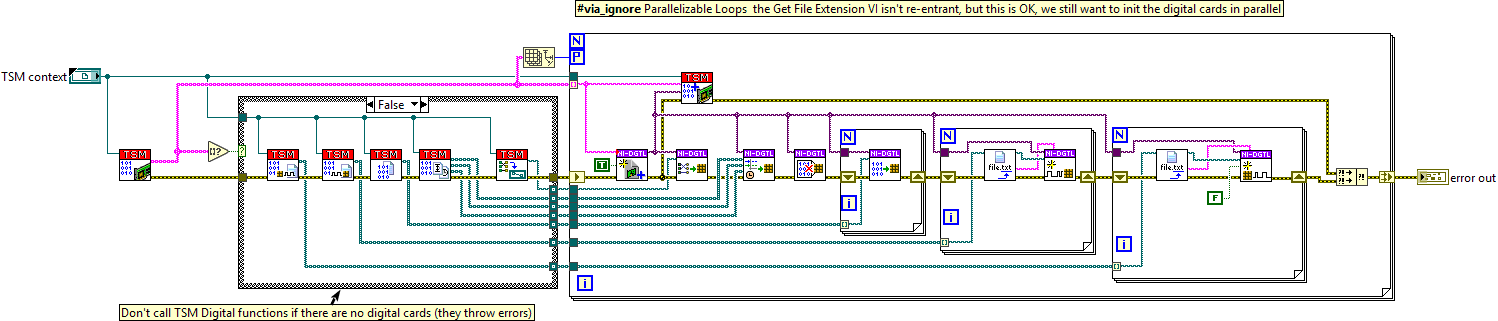 #via_ignore Parallelizable Loops  the Get File Extension VI isn't re-entrant, but this is OK, we still want to init the digital cards in parallel
N
P
TSM context
TSM
False
TSM
TSM
TSM
TSM
TSM
TSM
[]?
?
T
NI-DGTL
NI-DGTL
NI-DGTL
NI-DGTL
N
NI-DGTL
i
N
file.txt
NI-DGTL
i
N
file.txt
NI-DGTL
F
i
error out
i
Don't call TSM Digital functions if there are no digital cards (they throw errors)